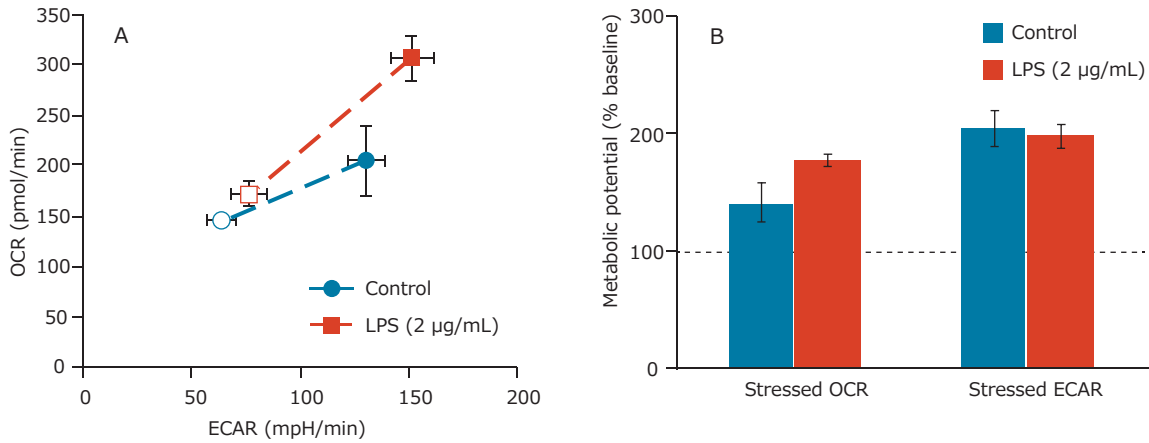 A
350
300
250
200
150
100
50
0
OCR (pmol/min)
Control
LPS (2 µg/mL)
0 50 100 150 200
ECAR (mpH/min)
B
300
200
100
0
Metabolic potential (% baseline)
Control
LPS (2 µg/mL)
Stressed OCR Stressed ECAR